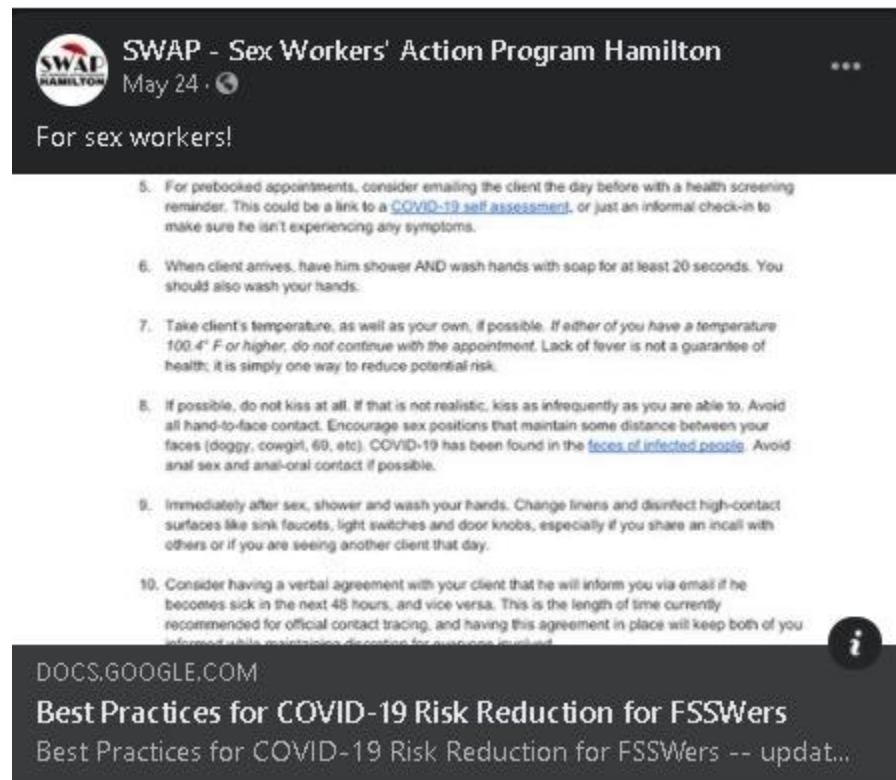 SWAP
HAMILTON
SWAP - Sex Workers' Action Program Hamilton
May 24 ·
For sex workers!
5. For prebooked appointments, consider emailing the client the day before with a health screening
reminder. This could be a link to a COVID-19 self assessment, or just an informal check-in to
make sure he isn't experiencing any symptoms.
6. When client arrives, have him shower AND wash hands with soap for at least 20 seconds. You
should also wash your hands.
7. Take client's temperature, as well as your own, if possible. If either of you have a temperature
100.4° F or higher, do not continue with the appointment. Lack of fever is not a guarantee of
health; it is simply one way to reduce potential risk.
8. If possible, do not kiss at all. If that is not realistic, kiss as infrequently as you are able to. Avoid
all hand-to-face contact. Encourage sex positions that maintain some distance between your
faces (doggy, cowgirl, 69, etc). COVID-19 has been found in the feces of infected people. Avoid
anal sex and anal-oral contact if possible.
9. Immediately after sex, shower and wash your hands. Change linens and disinfect high-contact
surfaces like sink faucets, light switches and door knobs, especially if you share an incall with
others or if you are seeing another client that day.
10. Consider having a verbal agreement with your client that he will inform you via email if he
becomes sick in the next 48 hours, and vice versa. This is the length of time currently
recommended for official contact tracing, and having this agreement in place will keep both of you
informed while maintaining discretion for everyone involved
i
DOCS.GOOGLE.COM
Best Practices for COVID-19 Risk Reduction for FSSWers
Best Practices for COVID-19 Risk Reduction for FSSWers -- updat...